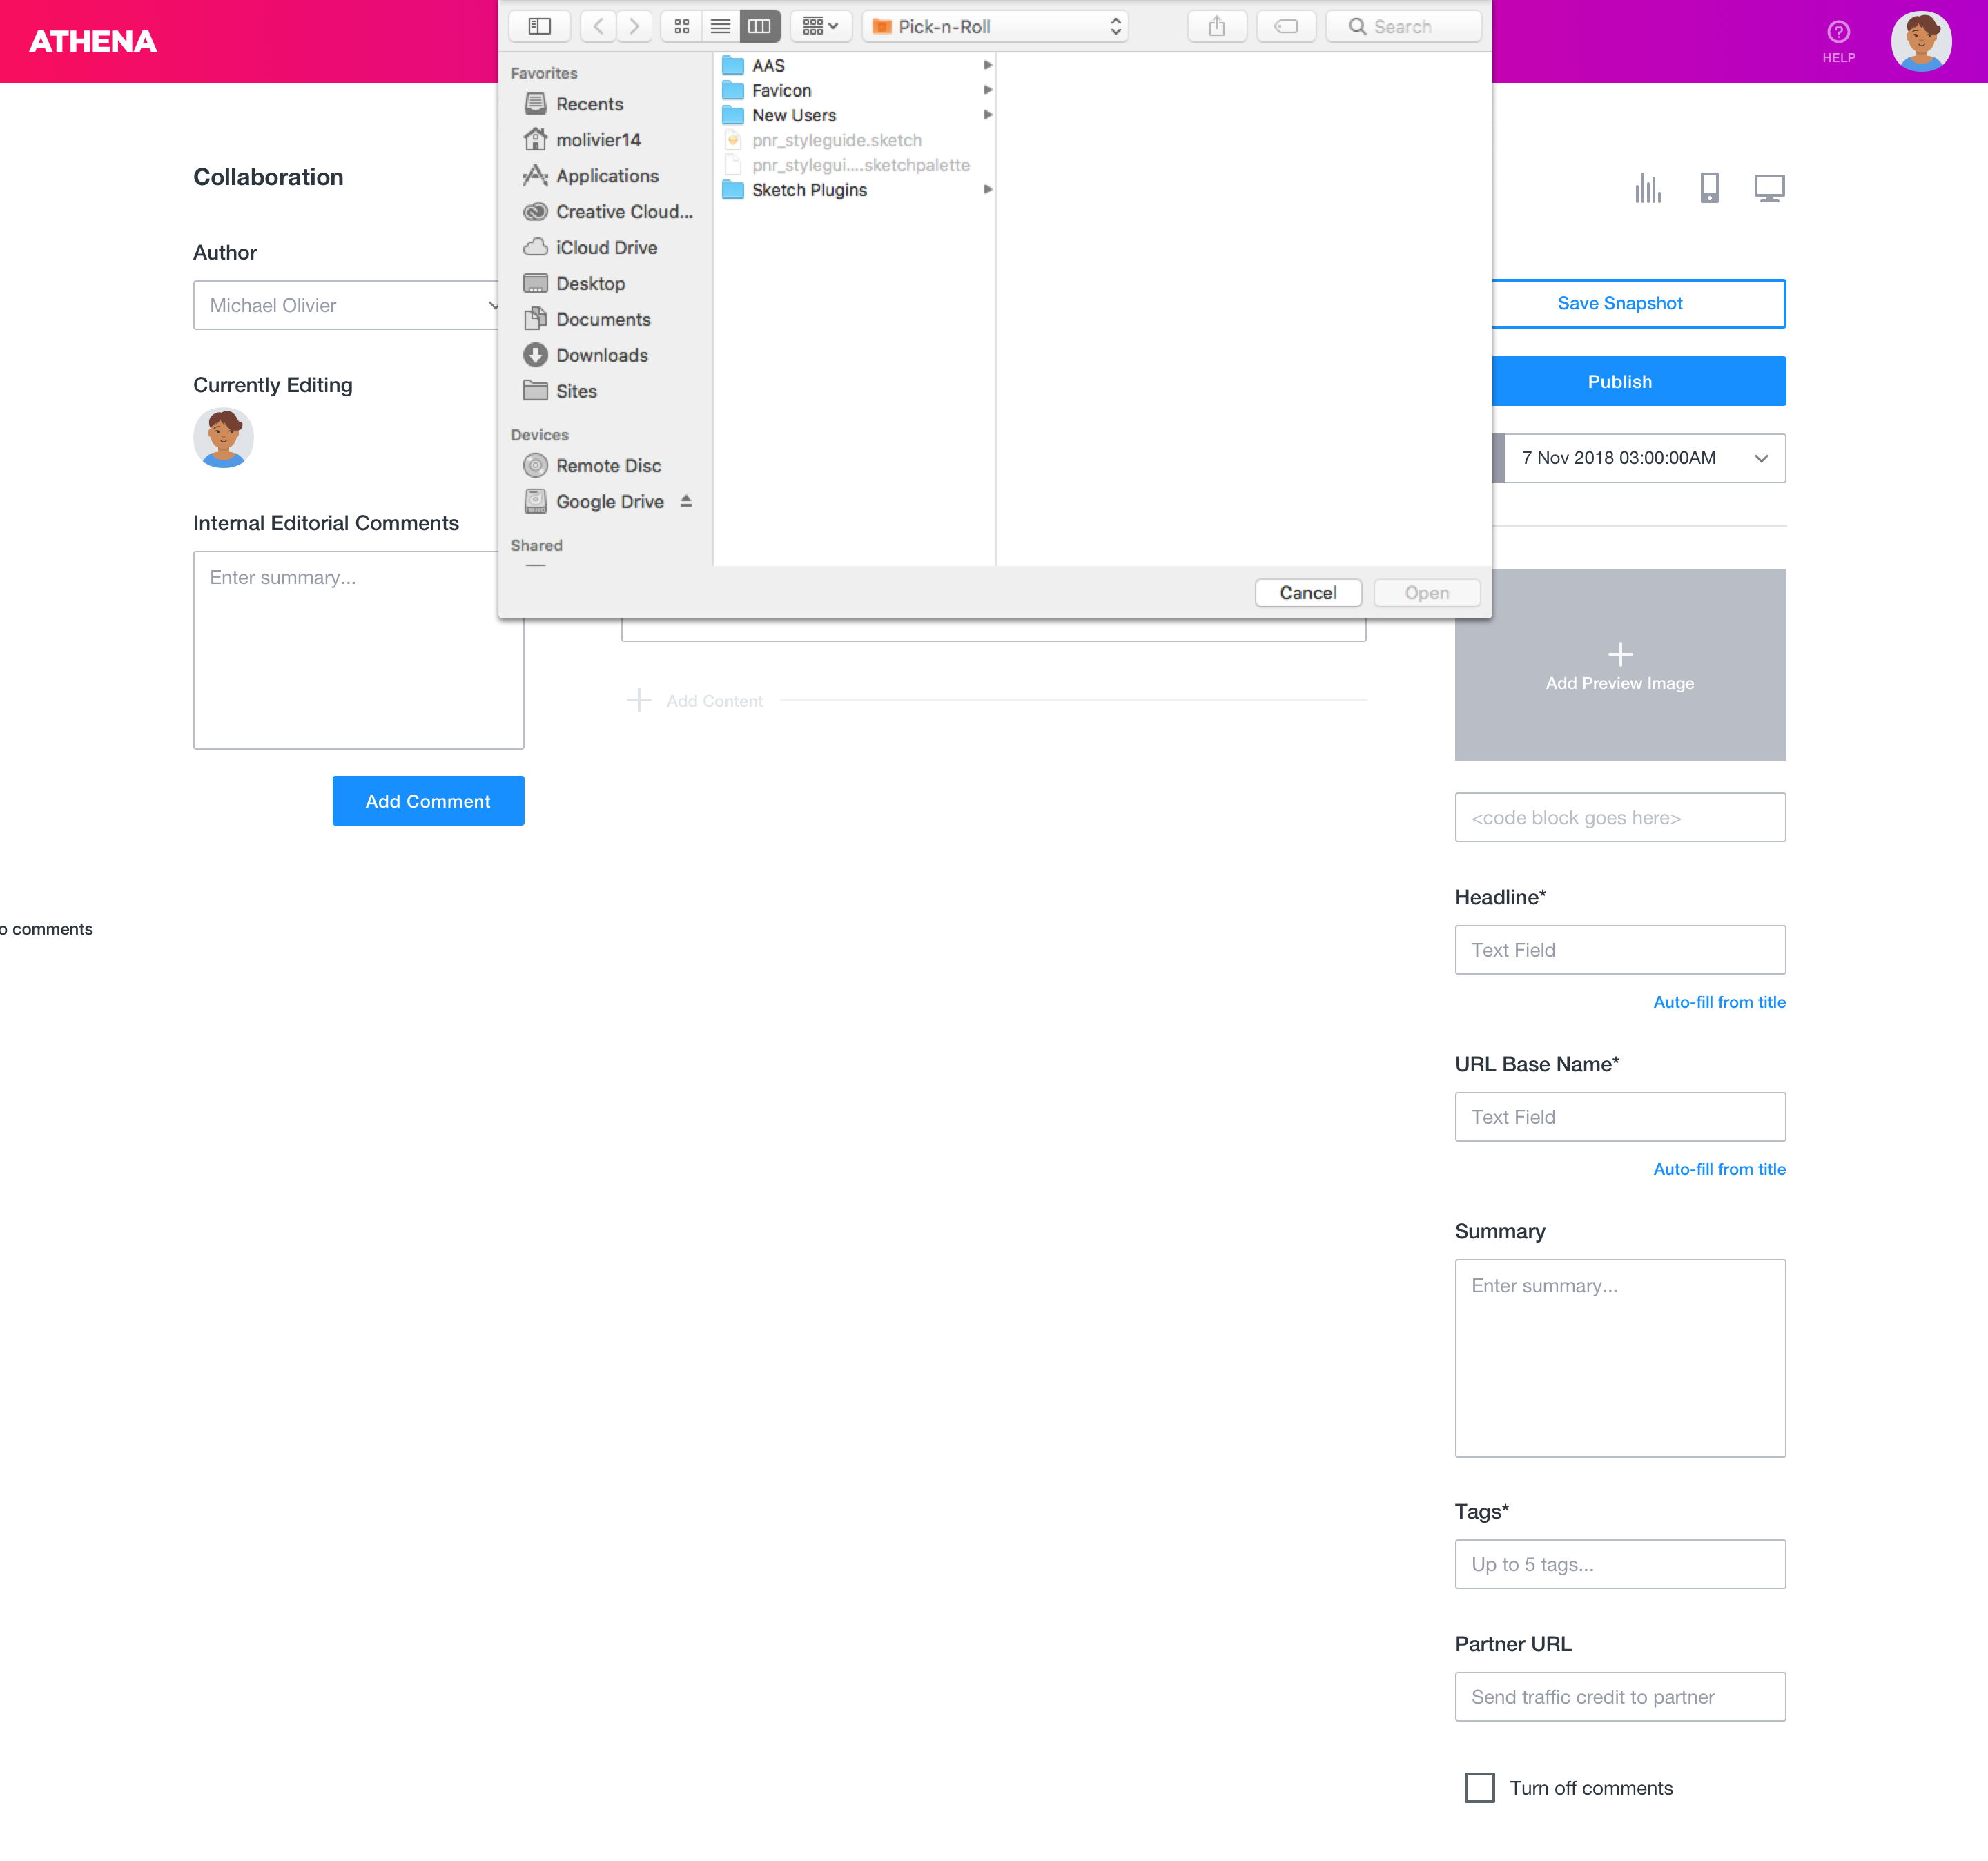 ATHENA
Pick-n-Roll
Search
HELP
Favorites
Recents
molivier14
Applications
Creative Cloud...
iCloud Drive
Desktop
Documents
Downloads
Sites
Devices
Remote Disc
Google Drive
Shared
AAS
Favicon
New Users
pnr_styleguide.sketch
pnr_stylegui....sketchpalette
Sketch Plugins
Cancel
Open
Collaboration
Author
Michael Olivier
Currently Editing
Internal Editorial Comments
Enter summary...
Add Comment
o comments
Add Content
Save Snapshot
Publish
7 Nov 2018 03:00:00AM
Add Preview Image
<code block goes here>
Headline*
Text Field
Auto-fill from title
URL Base Name*
Text Field
Auto-fill from title
Summary
Enter summary...
Tags*
Up to 5 tags...
Partner URL
Send traffic credit to partner
Turn off comments